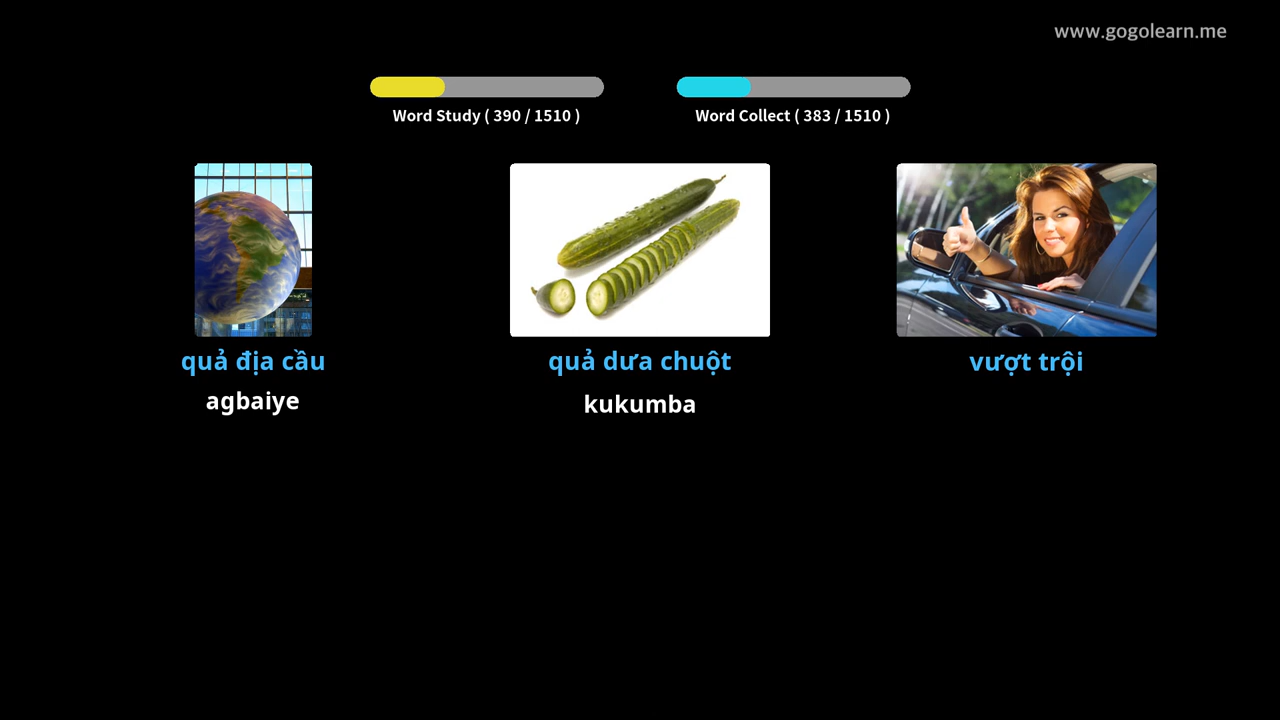 www.gogolearn.me
Word Study ( 390 / 1510 )
Word Collect ( 383 / 1510 )
quả địa cầu
agbaiye
quả dưa chuột
kukumba
vượt trội